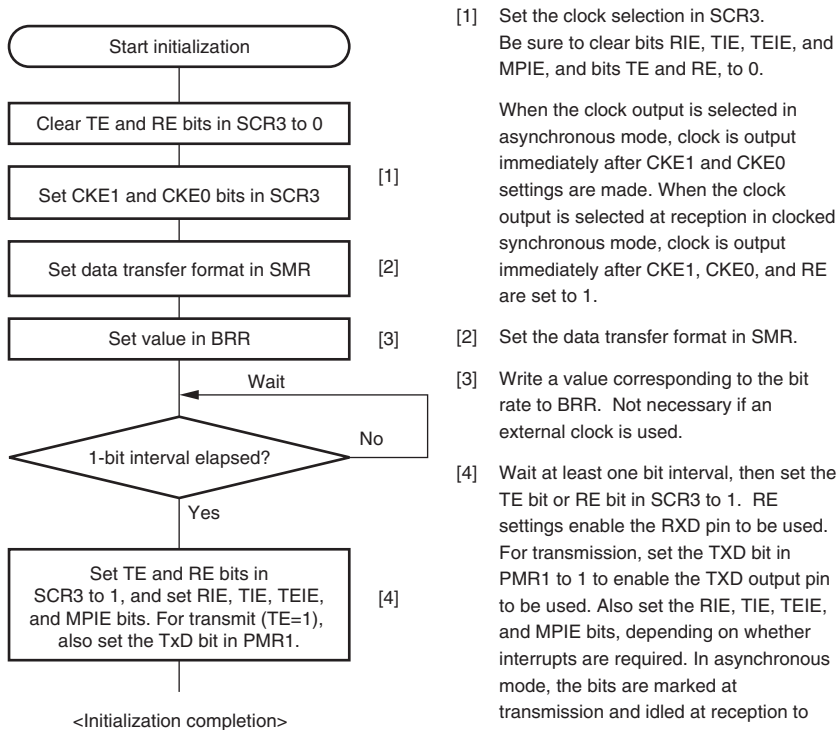 Start initialization
Clear TE and RE bits in SCR3 to 0
[1]
Set CKE1 and CKE0 bits in SCR3
Set data transfer format in SMR
[2]
Set value in BRR
[3]
Wait
No
1-bit interval elapsed?
Yes
Set TE and RE bits in
SCR3 to 1, and set RIE, TIE, TEIE,
and MPIE bits. For transmit (TE=1),
also set the TxD bit in PMR1.
[4]
<Initialization completion>
[1] Set the clock selection in SCR3.
Be sure to clear bits RIE, TIE, TEIE, and
MPIE, and bits TE and RE, to 0.
When the clock output is selected in
asynchronous mode, clock is output
immediately after CKE1 and CKE0
settings are made. When the clock
output is selected at reception in clocked
synchronous mode, clock is output
immediately after CKE1, CKE0, and RE
are set to 1.
[2] Set the data transfer format in SMR.
[3] Write a value corresponding to the bit
rate to BRR. Not necessary if an
external clock is used.
[4] Wait at least one bit interval, then set the
TE bit or RE bit in SCR3 to 1. RE
settings enable the RXD pin to be used.
For transmission, set the TXD bit in
PMR1 to 1 to enable the TXD output pin
to be used. Also set the RIE, TIE, TEIE,
and MPIE bits, depending on whether
interrupts are required. In asynchronous
mode, the bits are marked at
transmission and idled at reception to